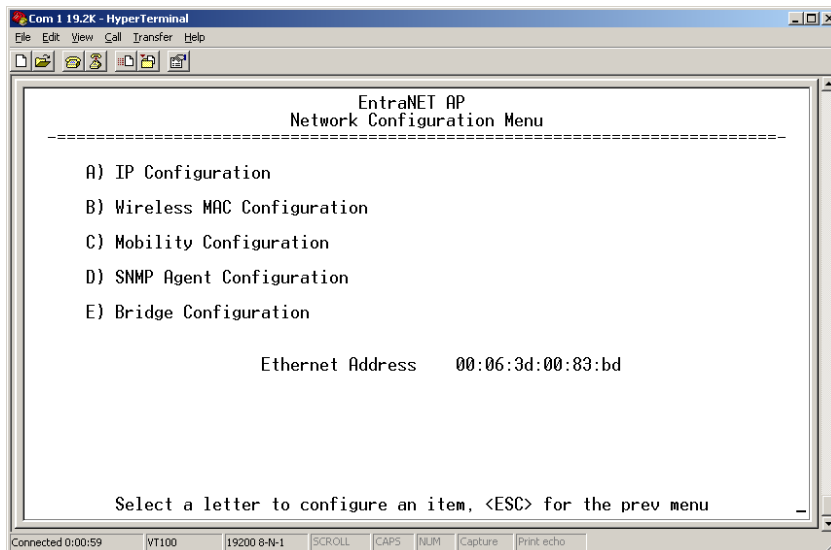 Com 1 19.2K - HyperTerminal
File Edit View Call Transfer Help
EntraNET AP
Network Configuration Menu
-==========================================================================-
A) IP Configuration
B) Wireless MAC Configuration
C) Mobility Configuration
D) SNMP Agent Configuration
E) Bridge Configuration
Ethernet Address 00:06:3d:00:83:bd
Select a letter to configure an item, <ESC> for the prev menu _
Connected 0:00:59 VT100 19200 8-N-1 SCROLL CAPS NUM Capture Print echo